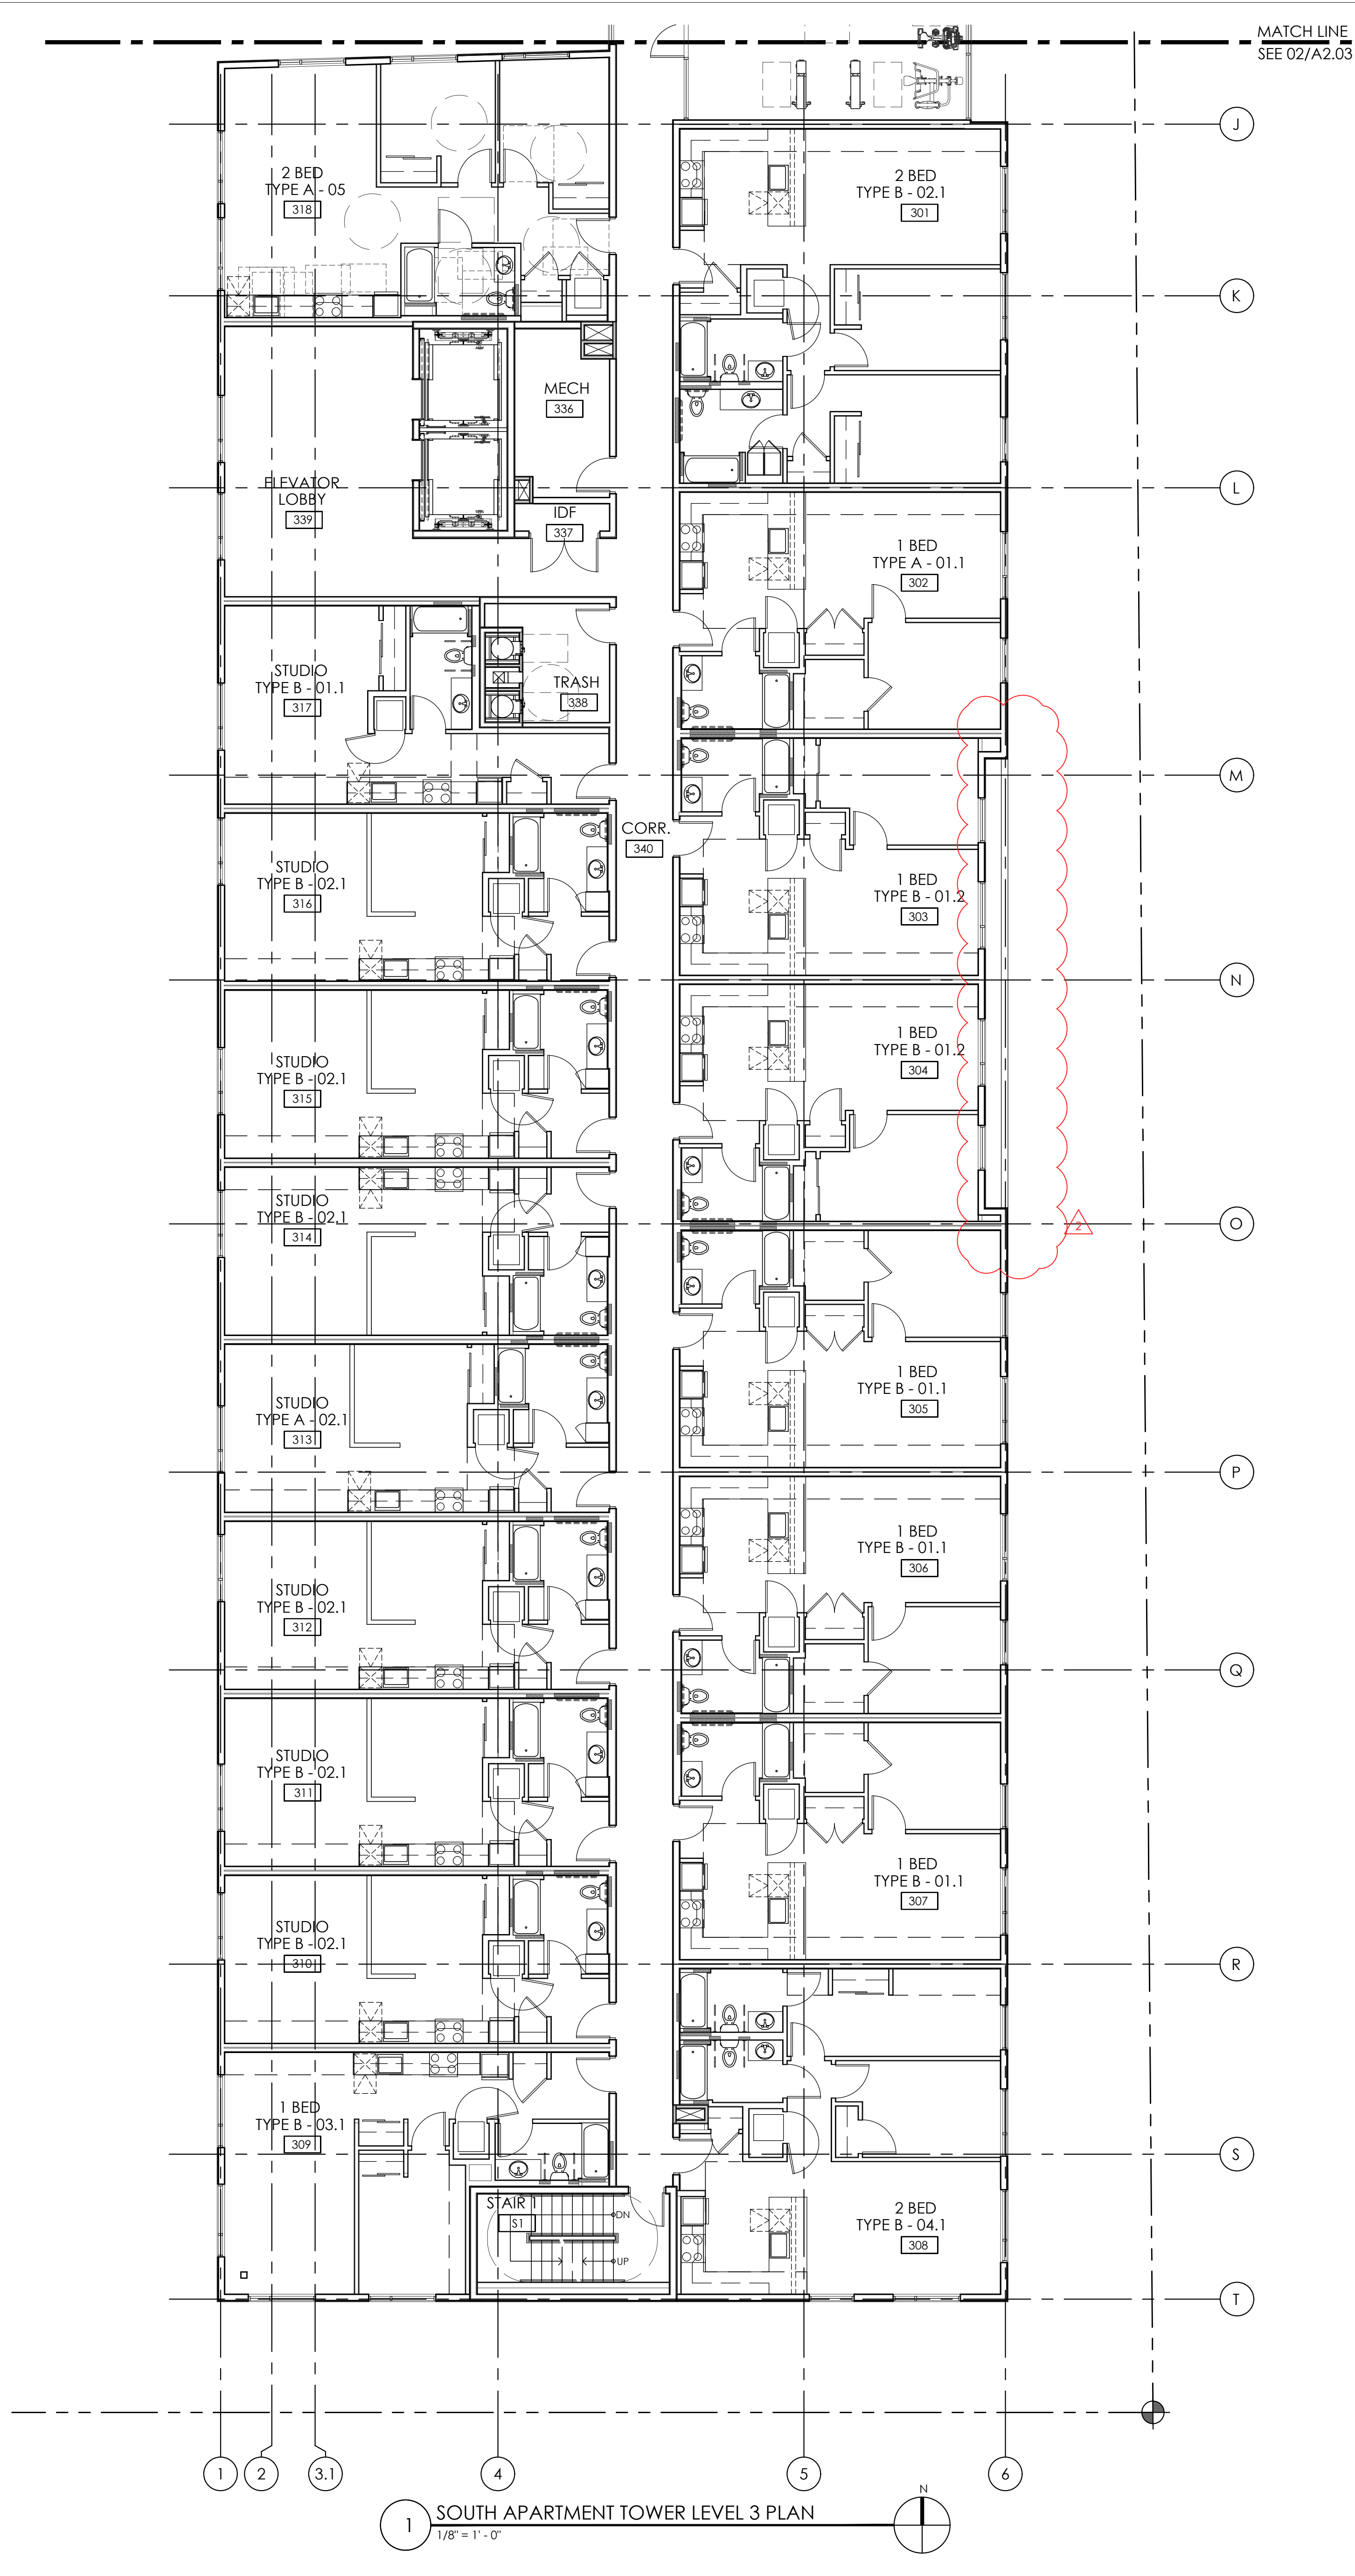 MATCH LINE
SEE 02/A2.03
J
2 BED
TYPE A - 05
318
2 BED
TYPE B - 02.1
301
K
MECH
336
L
ELEVATOR
LOBBY
339
IDF
337
1 BED
TYPE A - 01.1
302
STUDIO
TYPE B - 01.1
317
TRASH
338
M
CORR.
340
STUDIO
TYPE B - 02.1
316
1 BED
TYPE B - 01.2
303
N
STUDIO
TYPE B - 02.1
315
1 BED
TYPE B - 01.2
304
STUDIO
TYPE B - 02.1
314
O
2
STUDIO
TYPE A - 02.1
313
1 BED
TYPE B - 01.1
305
P
1 BED
TYPE B - 01.1
306
STUDIO
TYPE B - 02.1
312
Q
STUDIO
TYPE B - 02.1
311
1 BED
TYPE B - 01.1
307
STUDIO
TYPE B - 02.1
310
R
1 BED
TYPE B - 03.1
309
S
STAIR 1
S1
DN
UP
2 BED
TYPE B - 04.1
308
T
1
2
3.1
4
5
6
N
1
SOUTH APARTMENT TOWER LEVEL 3 PLAN
1/8" = 1' - 0"